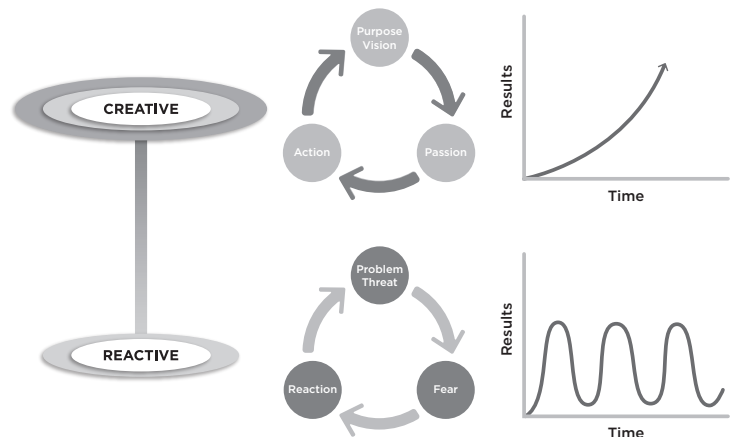 CREATIVE
Purpose
Vision
Action
Passion
Results
Time
REACTIVE
Problem
Threat
Reaction
Fear
Results
Time